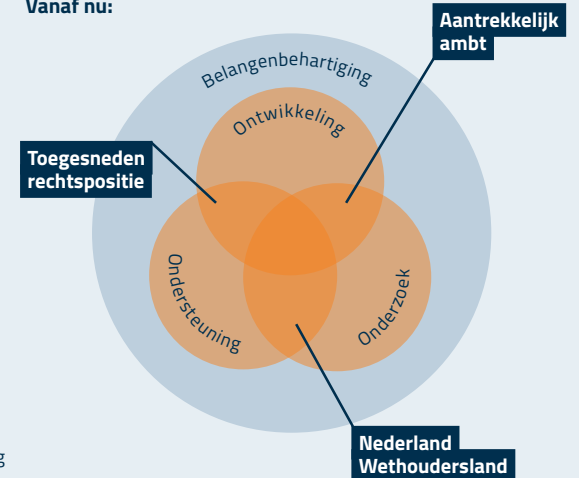 Vanaf nu:
Aantrekkelijk
ambt
Belangenbehartiging
Ontwikkeling
Toegesneden
rechtspositie
Ondersteuning
Onderzoek
Nederland
Wethoudersland
g